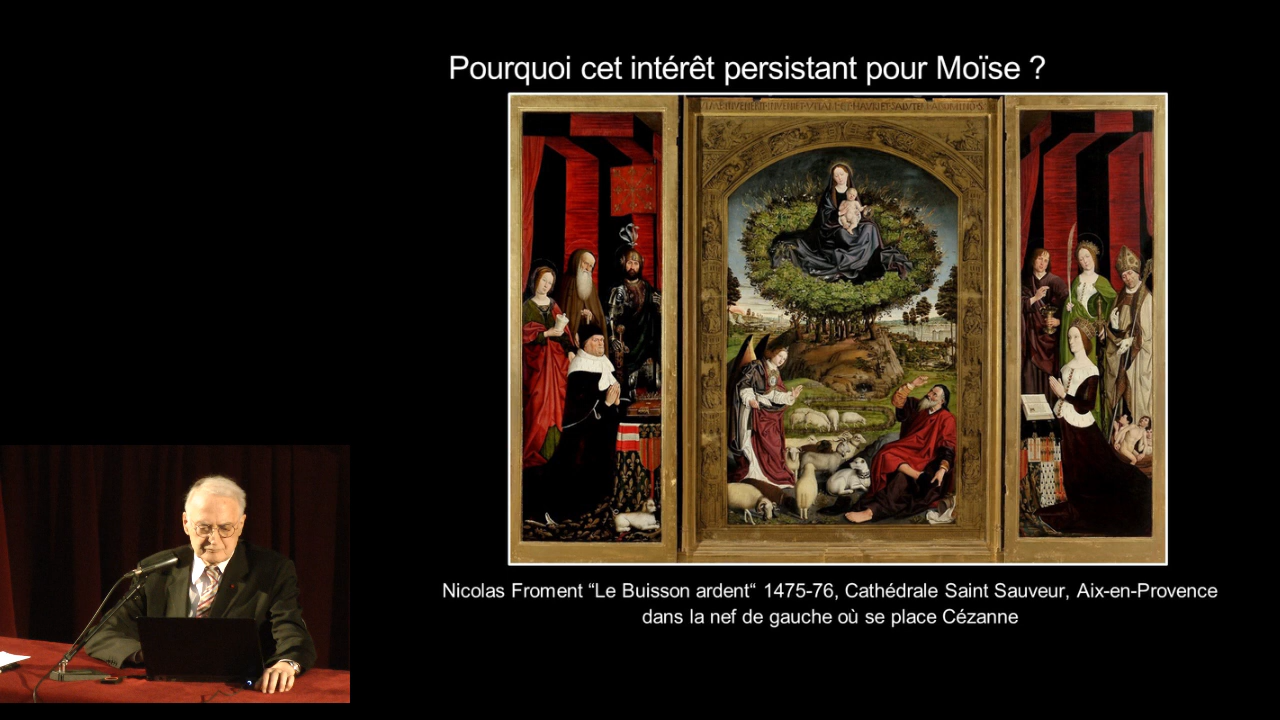 Pourquoi cet intérêt persistant pour Moïse ?
Nicolas Froment “Le Buisson ardent“ 1475-76, Cathédrale Saint Sauveur, Aix-en-Provence
dans la nef de gauche où se place Cézanne